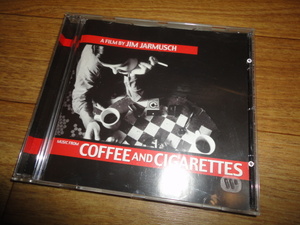 A FILM BY JIM JARMUSCH
MUSIC FROM COFFEE AND CIGARETTES